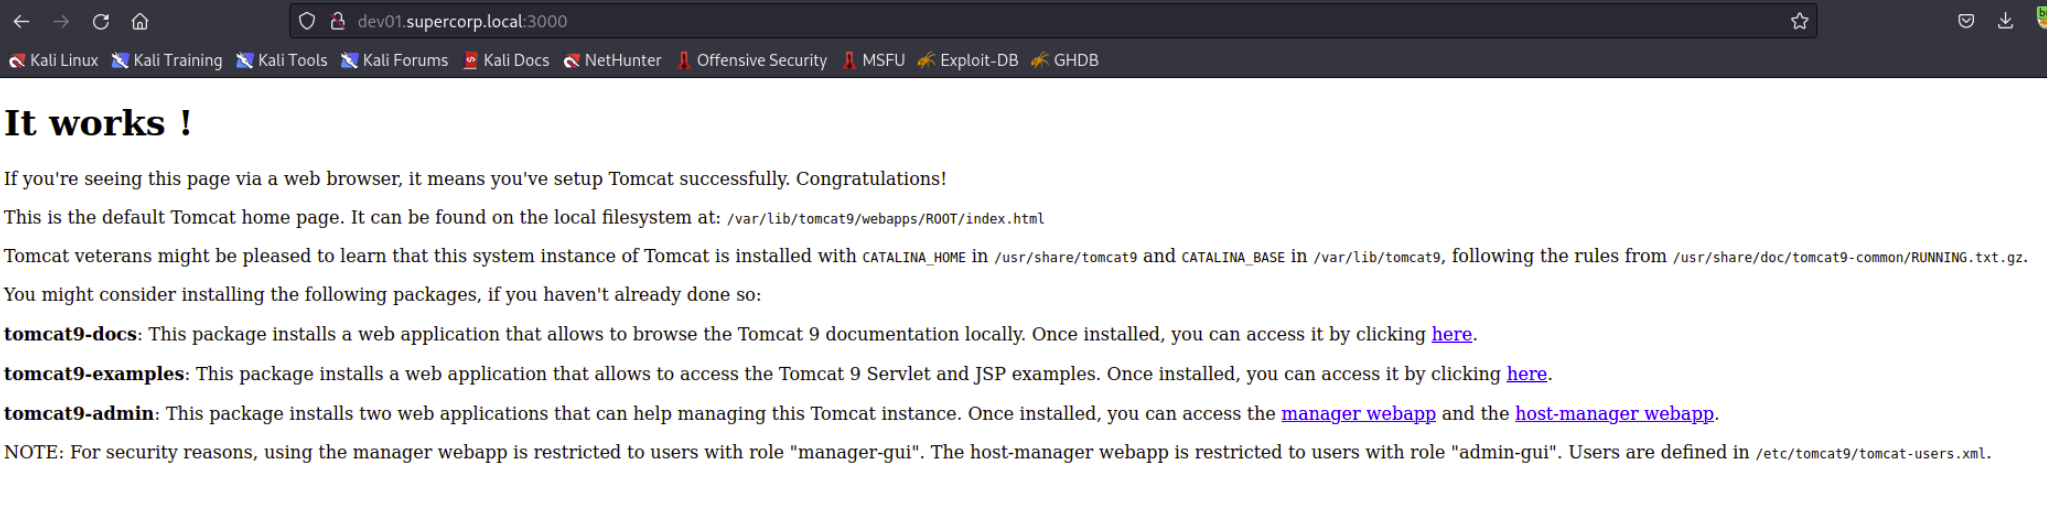 dev01.supercorp.local:3000
Kali Linux Kali Training Kali Tools Kali Forums Kali Docs NetHunter Offensive Security MSFU Exploit-DB GHDB
It works !
If you're seeing this page via a web browser, it means you've setup Tomcat successfully. Congratulations!
This is the default Tomcat home page. It can be found on the local filesystem at: /var/lib/tomcat9/webapps/ROOT/index.html
Tomcat veterans might be pleased to learn that this system instance of Tomcat is installed with CATALINA_HOME in /usr/share/tomcat9 and CATALINA_BASE in /var/lib/tomcat9, following the rules from /usr/share/doc/tomcat9-common/RUNNING.txt.gz.
You might consider installing the following packages, if you haven't already done so:
tomcat9-docs: This package installs a web application that allows to browse the Tomcat 9 documentation locally. Once installed, you can access it by clicking here.
tomcat9-examples: This package installs a web application that allows to access the Tomcat 9 Servlet and JSP examples. Once installed, you can access it by clicking here.
tomcat9-admin: This package installs two web applications that can help managing this Tomcat instance. Once installed, you can access the manager webapp and the host-manager webapp.
NOTE: For security reasons, using the manager webapp is restricted to users with role "manager-gui". The host-manager webapp is restricted to users with role "admin-gui". Users are defined in /etc/tomcat9/tomcat-users.xml.